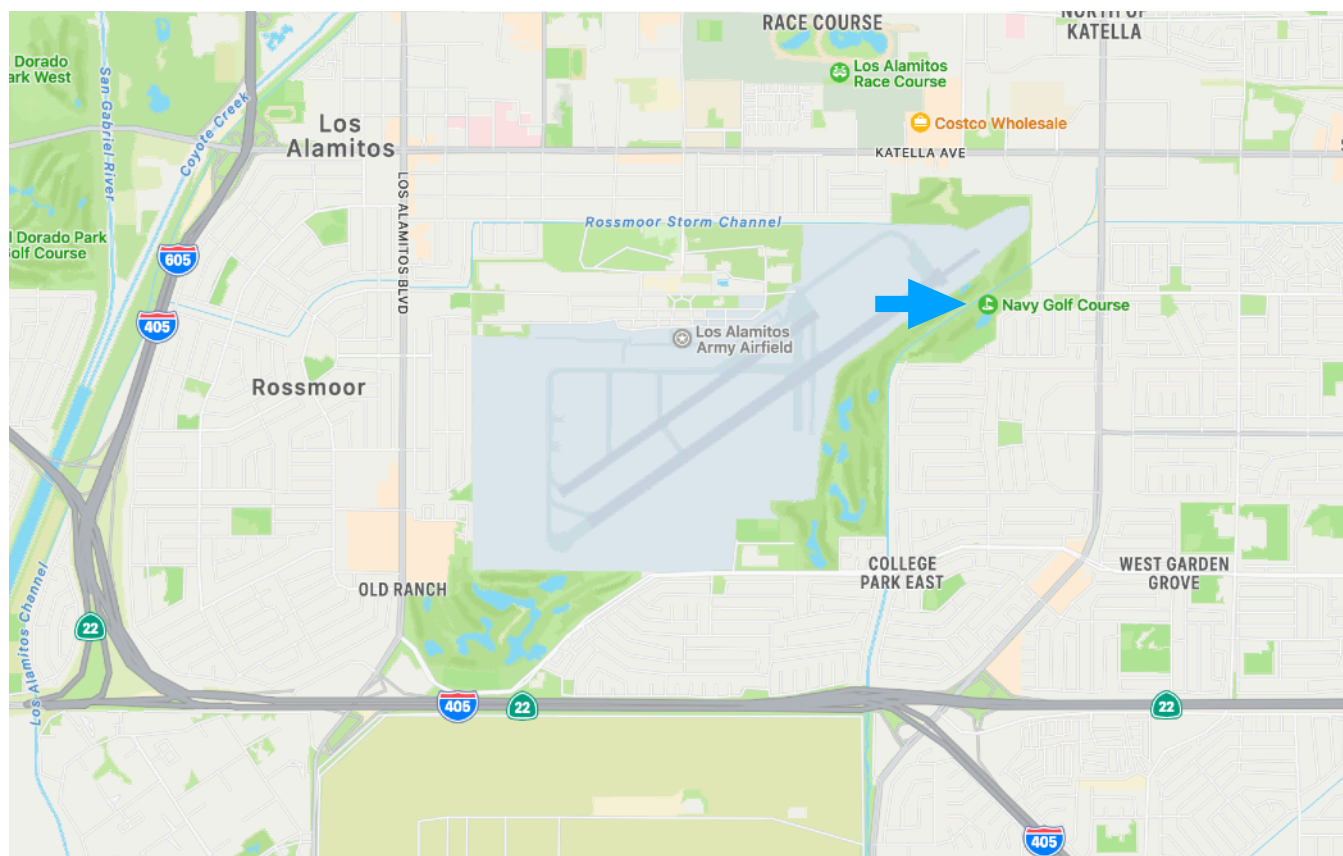 RACE COURSE
NORTH OF
KATELLA
Dorado
ark West
San Gabriel River
Coyote Creek
Los Alamitos
Race Course
Los
Alamitos
Costco Wholesale
KATELLA AVE
LOS ALAMITOS BLVD
Rossmoor Storm Channel
l Dorado Park
olf Course
605
405
Navy Golf Course
Los Alamitos
Army Airfield
Rossmoor
OLD RANCH
COLLEGE
PARK EAST
WEST GARDEN
GROVE
Los Alamitos Channel
22
405
22
22
405